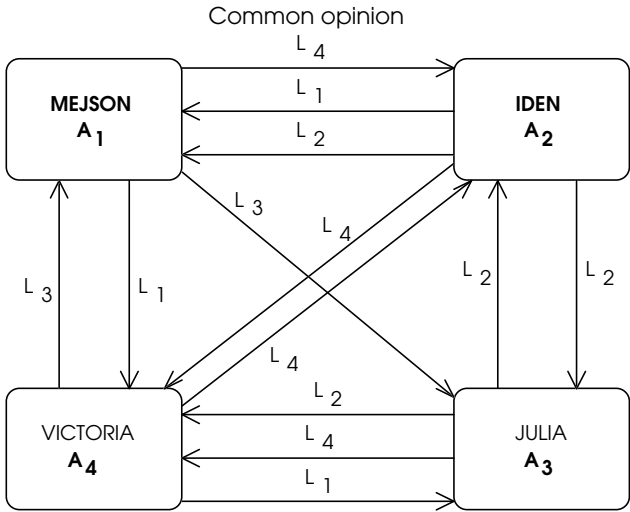 Common opinion
L 4
MEJSON
A 1
L 1
IDEN
A 2
L 2
L 3
L 4
L 3
L 1
L 2
L 2
L 4
VICTORIA
A 4
L 2
L 4
L 1
JULIA
A 3